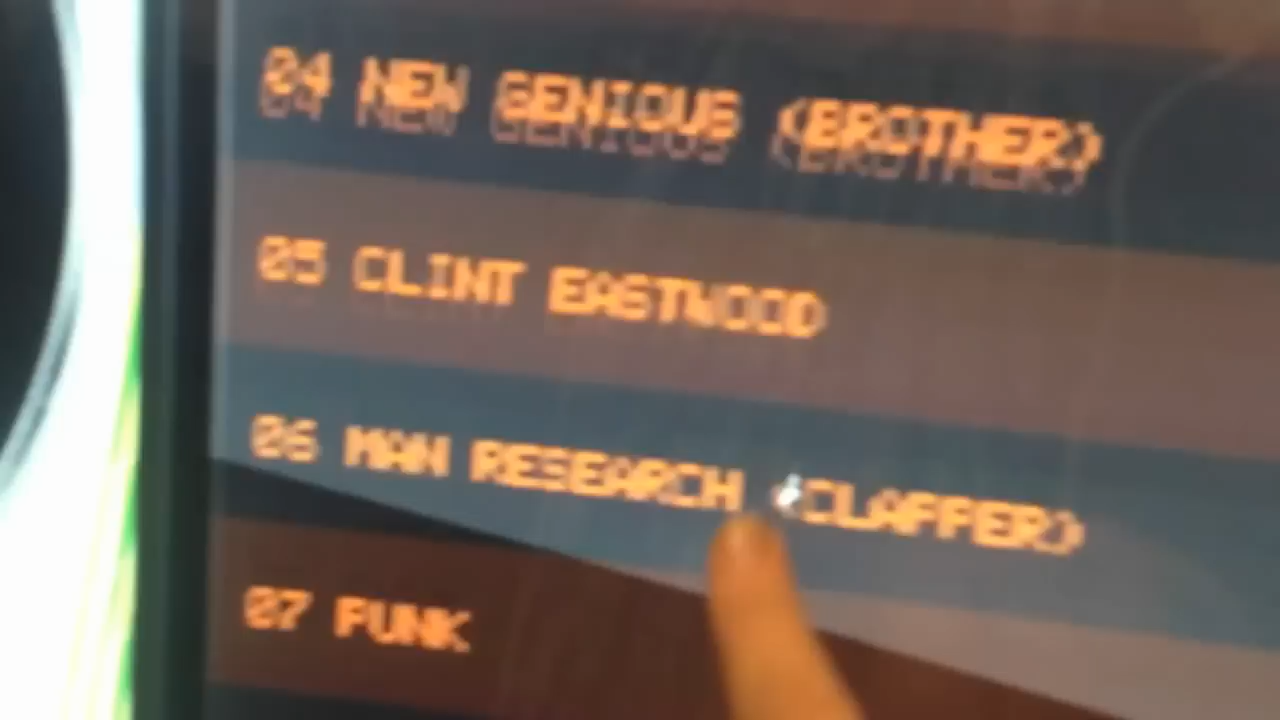 04 NEW GENIOUS (BROTHER)
05 CLINT EASTWOOD
06 MAN RESEARCH (CLAPPER)
07 PUNK